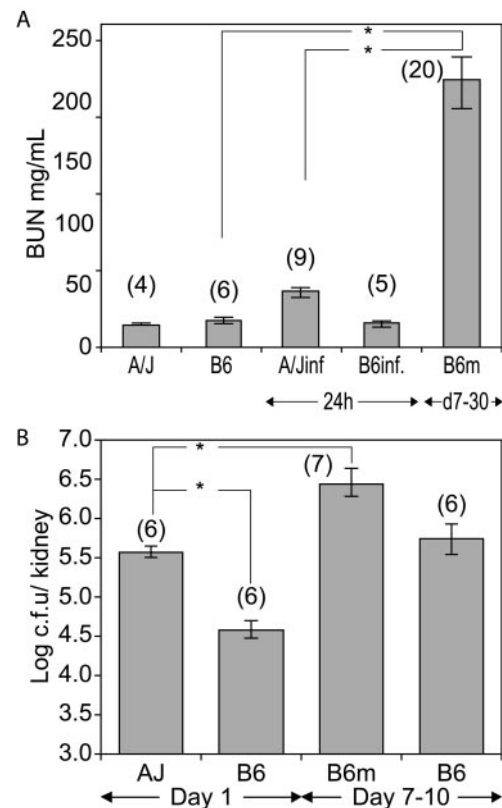 A
BUN mg/mL
250
200
150
100
50
0
*
*
(4)
(6)
(9)
(5)
(20)
A/J
B6
A/Jinf
B6inf.
B6m
24h
d7-30
B
Log c.f.u/ kidney
7.0
6.5
6.0
5.5
5.0
4.5
4.0
3.5
3.0
*
*
(6)
(6)
(7)
(6)
AJ
B6
B6m
B6
Day 1
Day 7-10